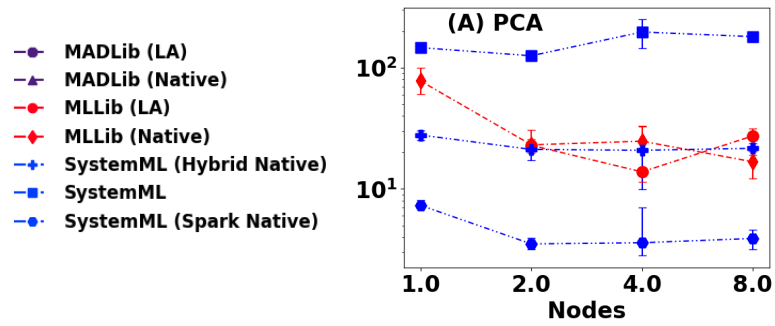 MADLib (LA)
MADLib (Native)
MLLib (LA)
MLLib (Native)
SystemML (Hybrid Native)
SystemML
SystemML (Spark Native)
(A) PCA
10²
10¹
1.0 2.0 4.0 8.0
Nodes